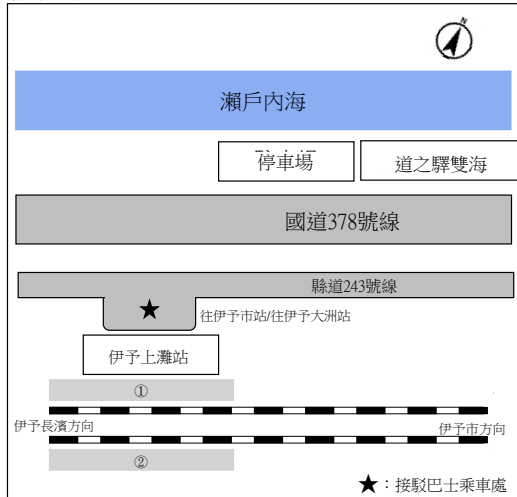 N
瀨戶內海
停車場
道之驛雙海
國道378號線
縣道243號線
★
往伊予市站/往伊予大洲站
伊予上灘站
①
伊予長濱方向
伊予市方向
②
★：接駁巴士乘車處